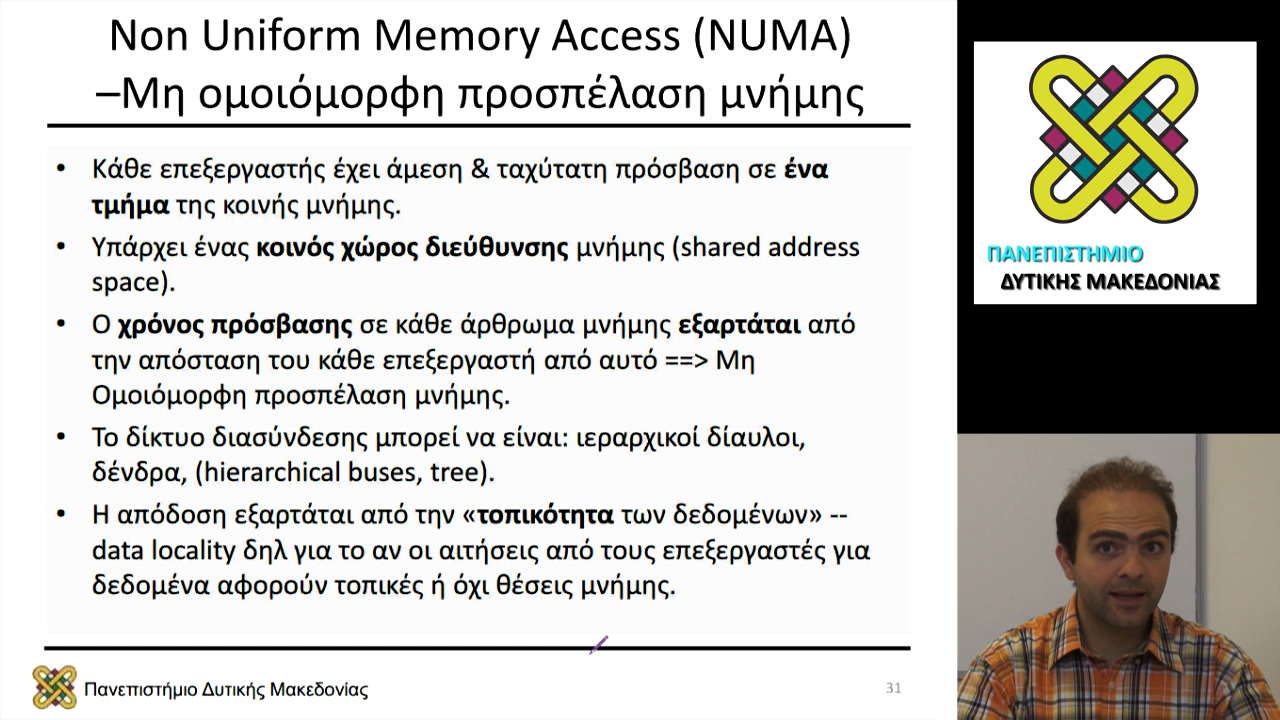 Non Uniform Memory Access (NUMA)
–Μη ομοιόμορφη προσπέλαση μνήμης
• Κάθε επεξεργαστής έχει άμεση & ταχύτατη πρόσβαση σε ένα
τμήμα της κοινής μνήμης.
• Υπάρχει ένας κοινός χώρος διεύθυνσης μνήμης (shared address
space).
• Ο χρόνος πρόσβασης σε κάθε άρθρωμα μνήμης εξαρτάται από
την απόσταση του κάθε επεξεργαστή από αυτό ==> Μη
Ομοιόμορφη προσπέλαση μνήμης.
• Το δίκτυο διασύνδεσης μπορεί να είναι: ιεραρχικοί δίαυλοι,
δένδρα, (hierarchical buses, tree).
• Η απόδοση εξαρτάται από την «τοπικότητα των δεδομένων» --
data locality δηλ για το αν οι αιτήσεις από τους επεξεργαστές για
δεδομένα αφορούν τοπικές ή όχι θέσεις μνήμης.
Πανεπιστήμιο Δυτικής Μακεδονίας
31
ΠΑΝΕΠΙΣΤΗΜΙΟ
ΔΥΤΙΚΗΣ ΜΑΚΕΔΟΝΙΑΣ